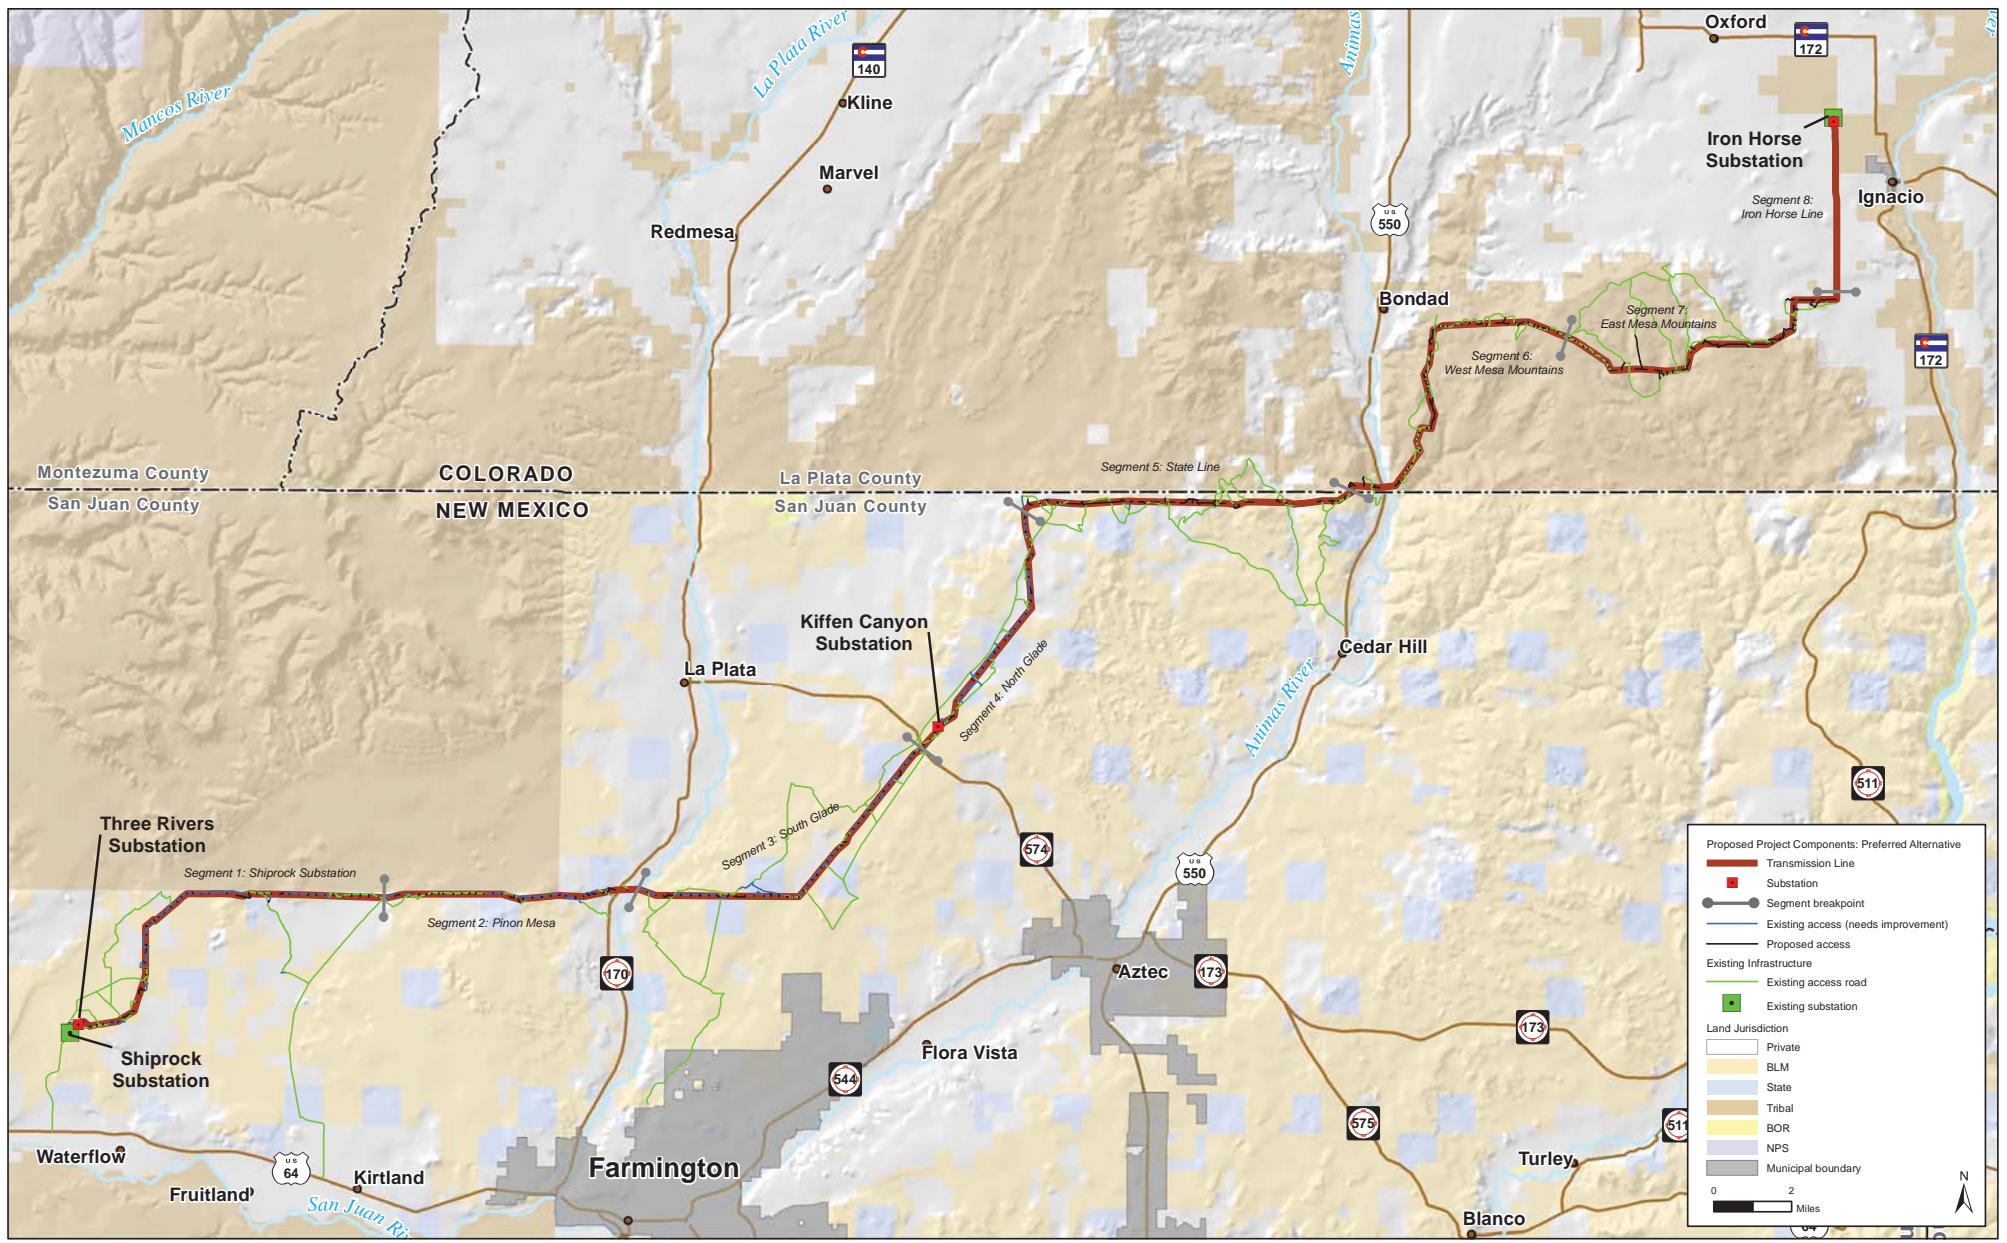 Oxford
172
La Plata River
Animas
140
Mancos River
Kline
Iron Horse
Substation
Marvel
Ignacio
Segment 8:
Iron Horse Line
550
US
Redmesa
Bondad
Segment 7:
East Mesa Mountains
172
Segment 6:
West Mesa Mountains
Montezuma County
COLORADO
La Plata County
Segment 5: State Line
San Juan County
NEW MEXICO
San Juan County
Kiffen Canyon
Substation
Cedar Hill
La Plata
Segment 4: North Glade
Animas River
511
Three Rivers
Substation
Segment 3: South Glade
574
US
550
Segment 1: Shiprock Substation
Segment 2: Pinon Mesa
170
Aztec
173
173
Shiprock
Substation
Flora Vista
544
575
511
Waterflow
US
64
Kirtland
Fruitland
San Juan Ri
Farmington
Turley
Blanco
Proposed Project Components: Preferred Alternative
Transmission Line
Substation
Segment breakpoint
Existing access (needs improvement)
Proposed access
Existing Infrastructure
Existing access road
Existing substation
Land Jurisdiction
Private
BLM
State
Tribal
BOR
NPS
Municipal boundary
0 2
Miles
N